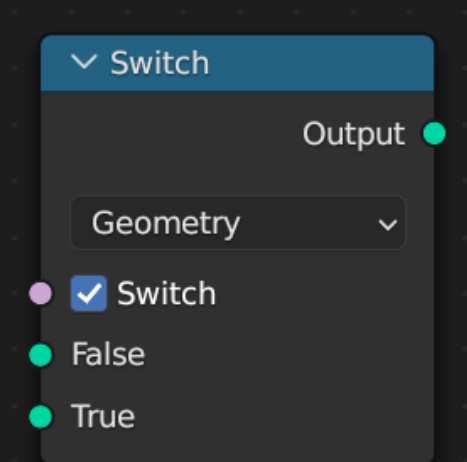 Switch
Output
Geometry
Switch
False
True